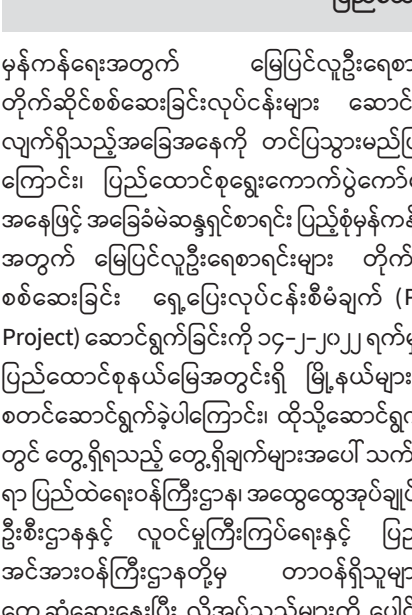 မှန်ကန်ရေးအတွက် မြေပြင်လူဦးရေစာ
တိုက်ဆိုင်စစ်ဆေးခြင်းလုပ်ငန်းများ ဆောင်
လျက်ရှိသည့်အခြေအနေကို တင်ပြသွားမည်
ကြောင်း၊ ပြည်ထောင်စုရွေးကောက်ပွဲကော်
အနေဖြင့် အခြေခံမဲဆန္ဒရှင်စာရင်း ပြည့်စုံမှန်ကန်
အတွက် မြေပြင်လူဦးရေစာရင်းများ တိုက်
စစ်ဆေးခြင်း ရှေ့ပြေးလုပ်ငန်းစီမံချက် (P
Project) ဆောင်ရွက်ခြင်းကို ၁၄-၂-၂၀၂၂ ရက်မှ
ပြည်ထောင်စုနယ်မြေအတွင်းရှိ မြို့နယ်များ
စတင်ဆောင်ရွက်ခဲ့ပါကြောင်း၊ ထိုသို့ဆောင်ရွက်
တွင် တွေ့ရှိရသည့် တွေ့ရှိချက်များအပေါ် သက်
ရာ ပြည်ထဲရေးဝန်ကြီးဌာန၊ အထွေထွေအုပ်ချုပ်
ဦးစီးဌာနနှင့် လူဝင်မှုကြီးကြပ်ရေးနှင့် ပြည်
အင်အားဝန်ကြီးဌာနတို့မှ တာဝန်ရှိသူများ
တွေ့ဆုံဆွေးနွေးပြီး လိုအပ်သည်များကို ပေါင်း